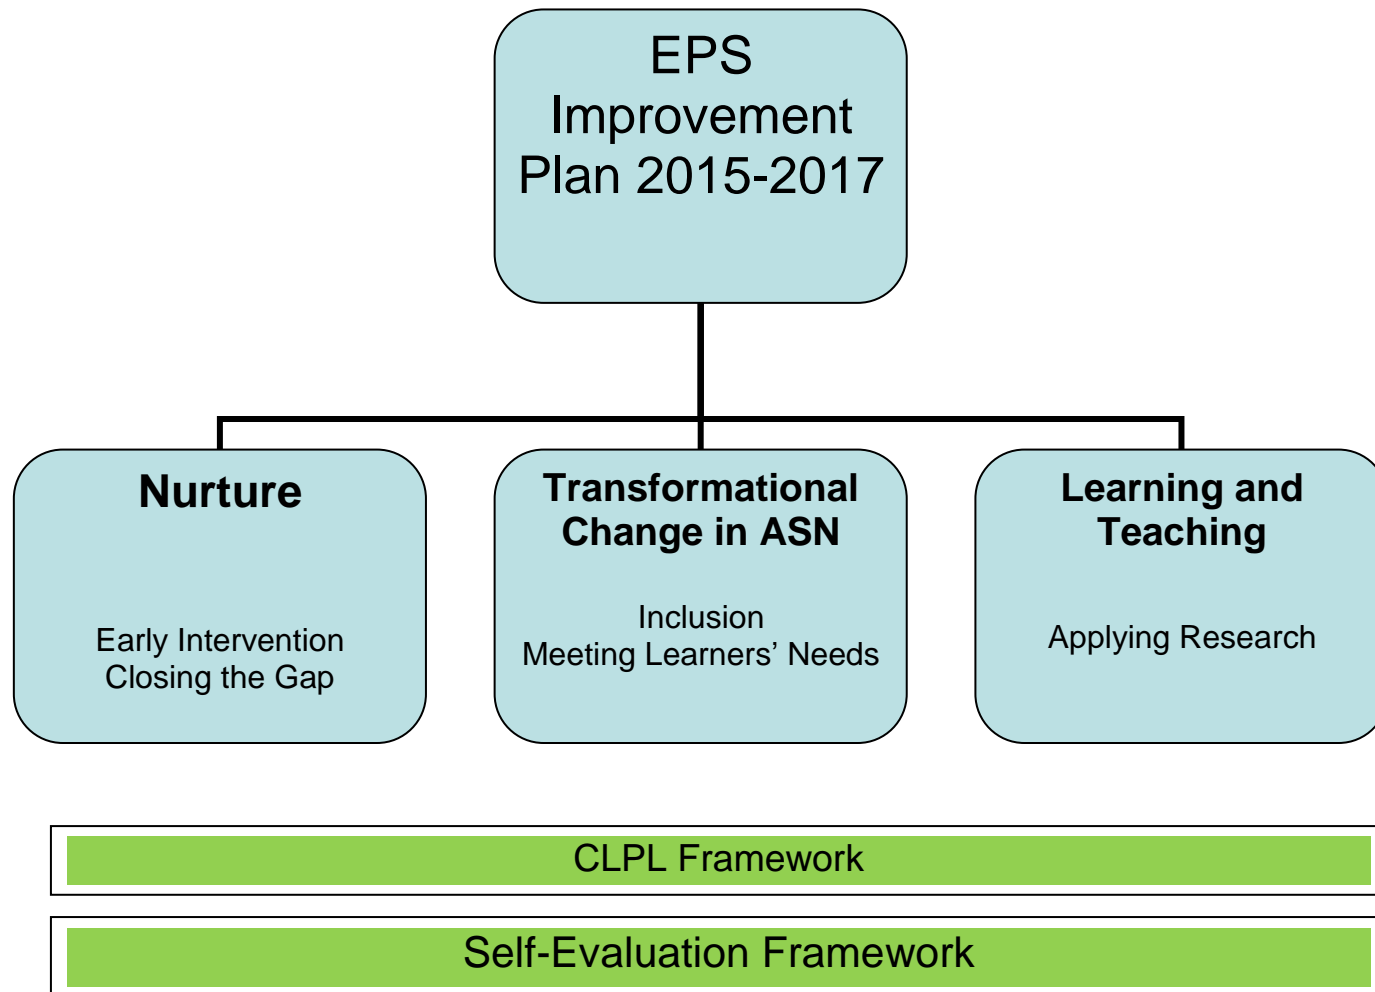 EPS
Improvement
Plan 2015-2017
Nurture
Early Intervention
Closing the Gap
Transformational
Change in ASN
Inclusion
Meeting Learners’ Needs
Learning and
Teaching
Applying Research
CLPL Framework
Self-Evaluation Framework